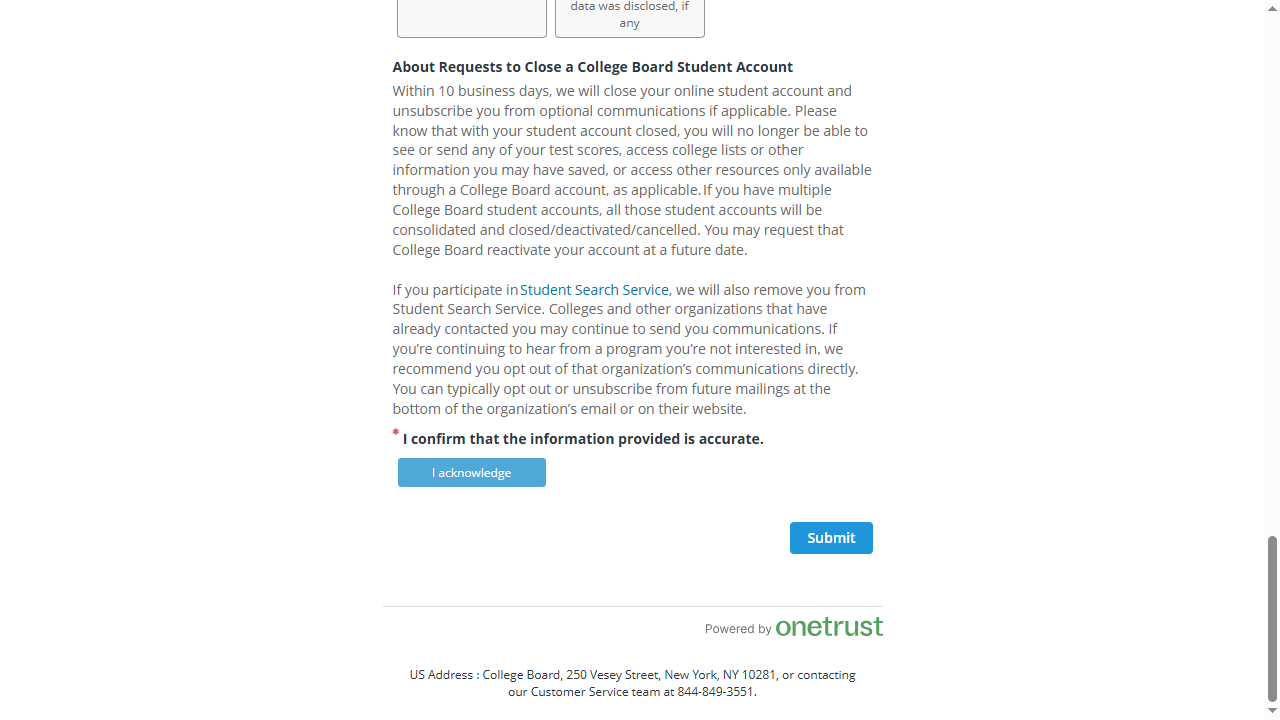 data was disclosed, if
any
About Requests to Close a College Board Student Account
Within 10 business days, we will close your online student account and
unsubscribe you from optional communications if applicable. Please
know that with your student account closed, you will no longer be able to
see or send any of your test scores, access college lists or other
information you may have saved, or access other resources only available
through a College Board account, as applicable. If you have multiple
College Board student accounts, all those student accounts will be
consolidated and closed/deactivated/cancelled. You may request that
College Board reactivate your account at a future date.
If you participate in Student Search Service, we will also remove you from
Student Search Service. Colleges and other organizations that have
already contacted you may continue to send you communications. If
you’re continuing to hear from a program you’re not interested in, we
recommend you opt out of that organization’s communications directly.
You can typically opt out or unsubscribe from future mailings at the
bottom of the organization’s email or on their website.
* I confirm that the information provided is accurate.
I acknowledge
Submit
Powered by onetrust
US Address : College Board, 250 Vesey Street, New York, NY 10281, or contacting
our Customer Service team at 844-849-3551.